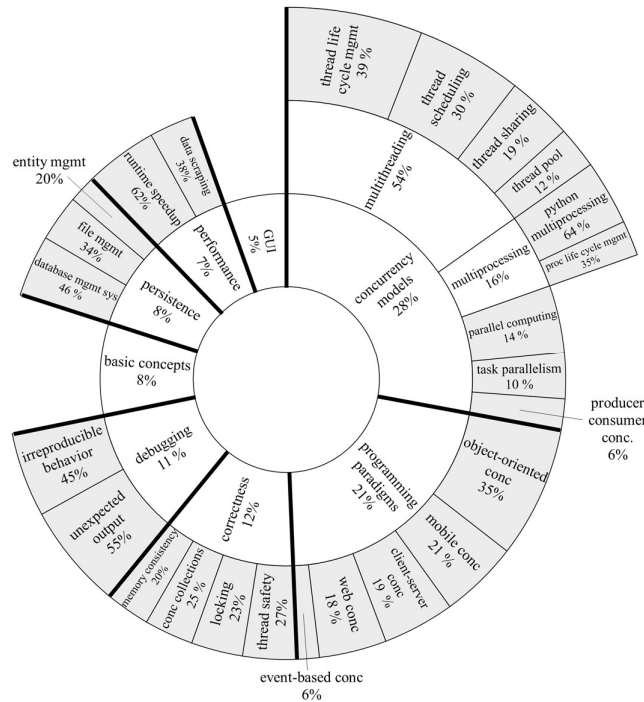 thread life
cycle mgmt
39 %
thread
scheduling
30 %
thread sharing
19 %
thread pool
12 %
python
multiprocessing
64 %
proc life cycle mgmt
35%
multithreading
54%
multiprocessing
16%
concurrency
models
28%
parallel computing
14 %
task parallelism
10 %
producer
consumer
conc.
6%
programming
paradigms
21%
object-oriented
conc
35%
mobile conc
21 %
client-server
conc
19 %
web conc
18 %
event-based conc
6%
correctness
12%
thread safety
27%
locking
23%
conc collections
25 %
memory consistency
20%
debugging
11 %
unexpected
output
55%
irreproducible
behavior
45%
basic concepts
8%
persistence
8%
database mgmt sys
46 %
file mgmt
34%
entity mgmt
20%
performance
7%
runtime speedup
62%
data scraping
38%
GUI
5%